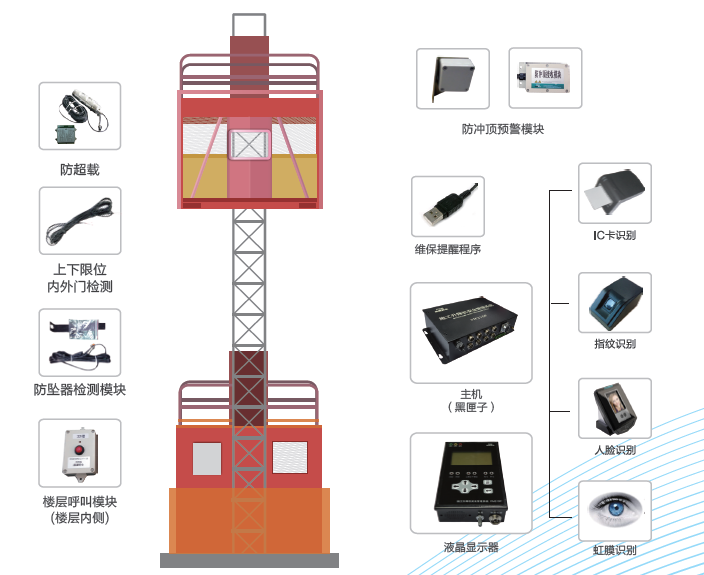 防超载
上下限位
内外门检测
防坠器检测模块
楼层呼叫模块
(楼层内侧)
防冲顶预警模块
维保提醒程序
主机
（黑匣子）
液晶显示器
IC卡识别
指纹识别
人脸识别
虹膜识别